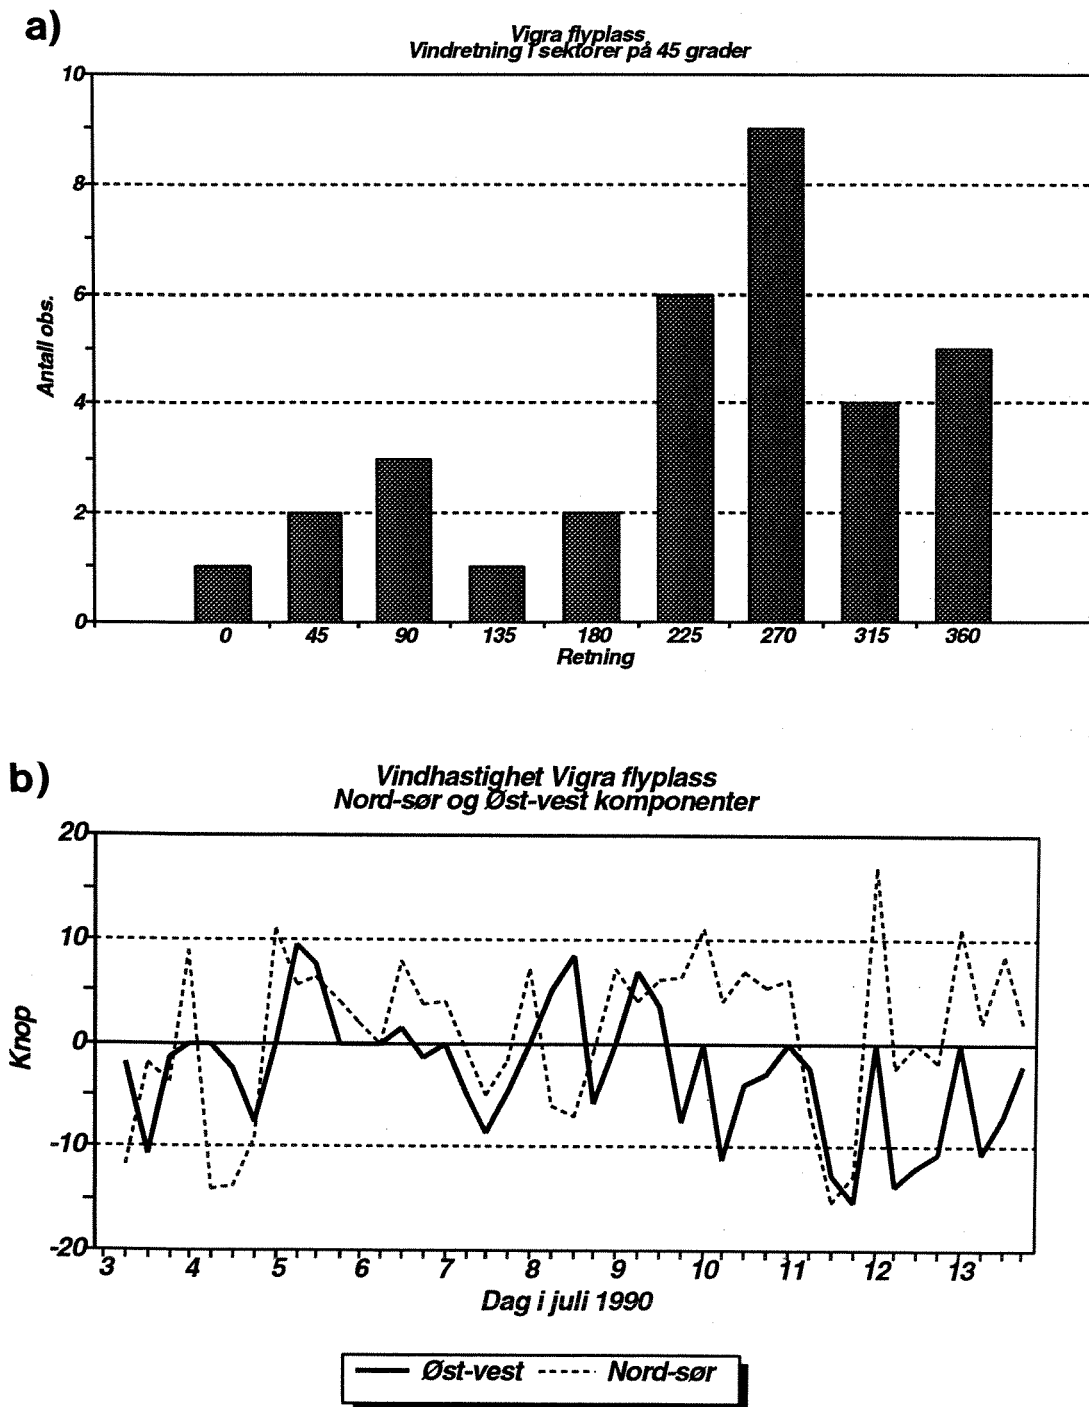 a)
Vigra flyplass
Vindretning i sektorer på 45 grader
10
8
6
4
2
0
Antall obs.
0 45 90 135 180 225 270 315 360
Retning
b)
Vindhastighet Vigra flyplass
Nord-sør og Øst-vest komponenter
20
10
0
-10
-20
Knop
3 4 5 6 7 8 9 10 11 12 13
Dag i juli 1990
Øst-vest Nord-sør